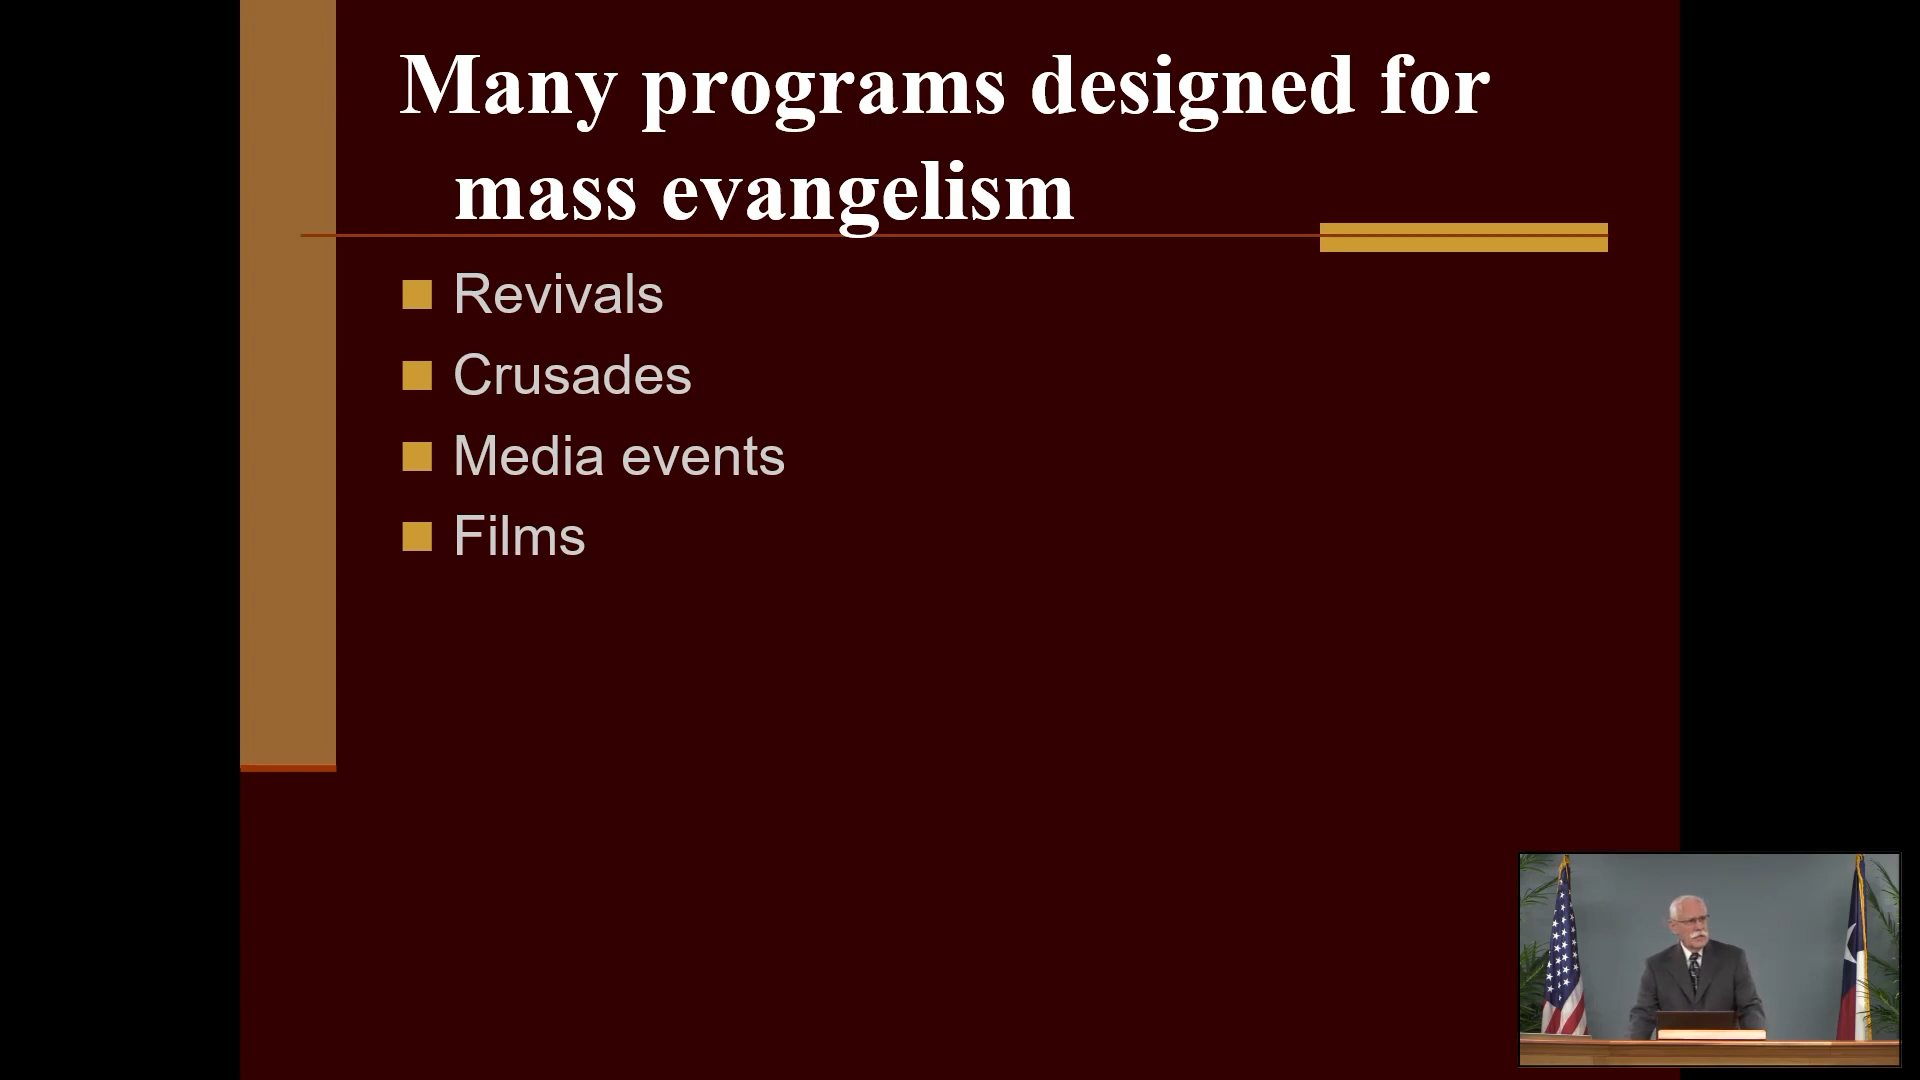 Many programs designed for
mass evangelism
Revivals
Crusades
Media events
Films